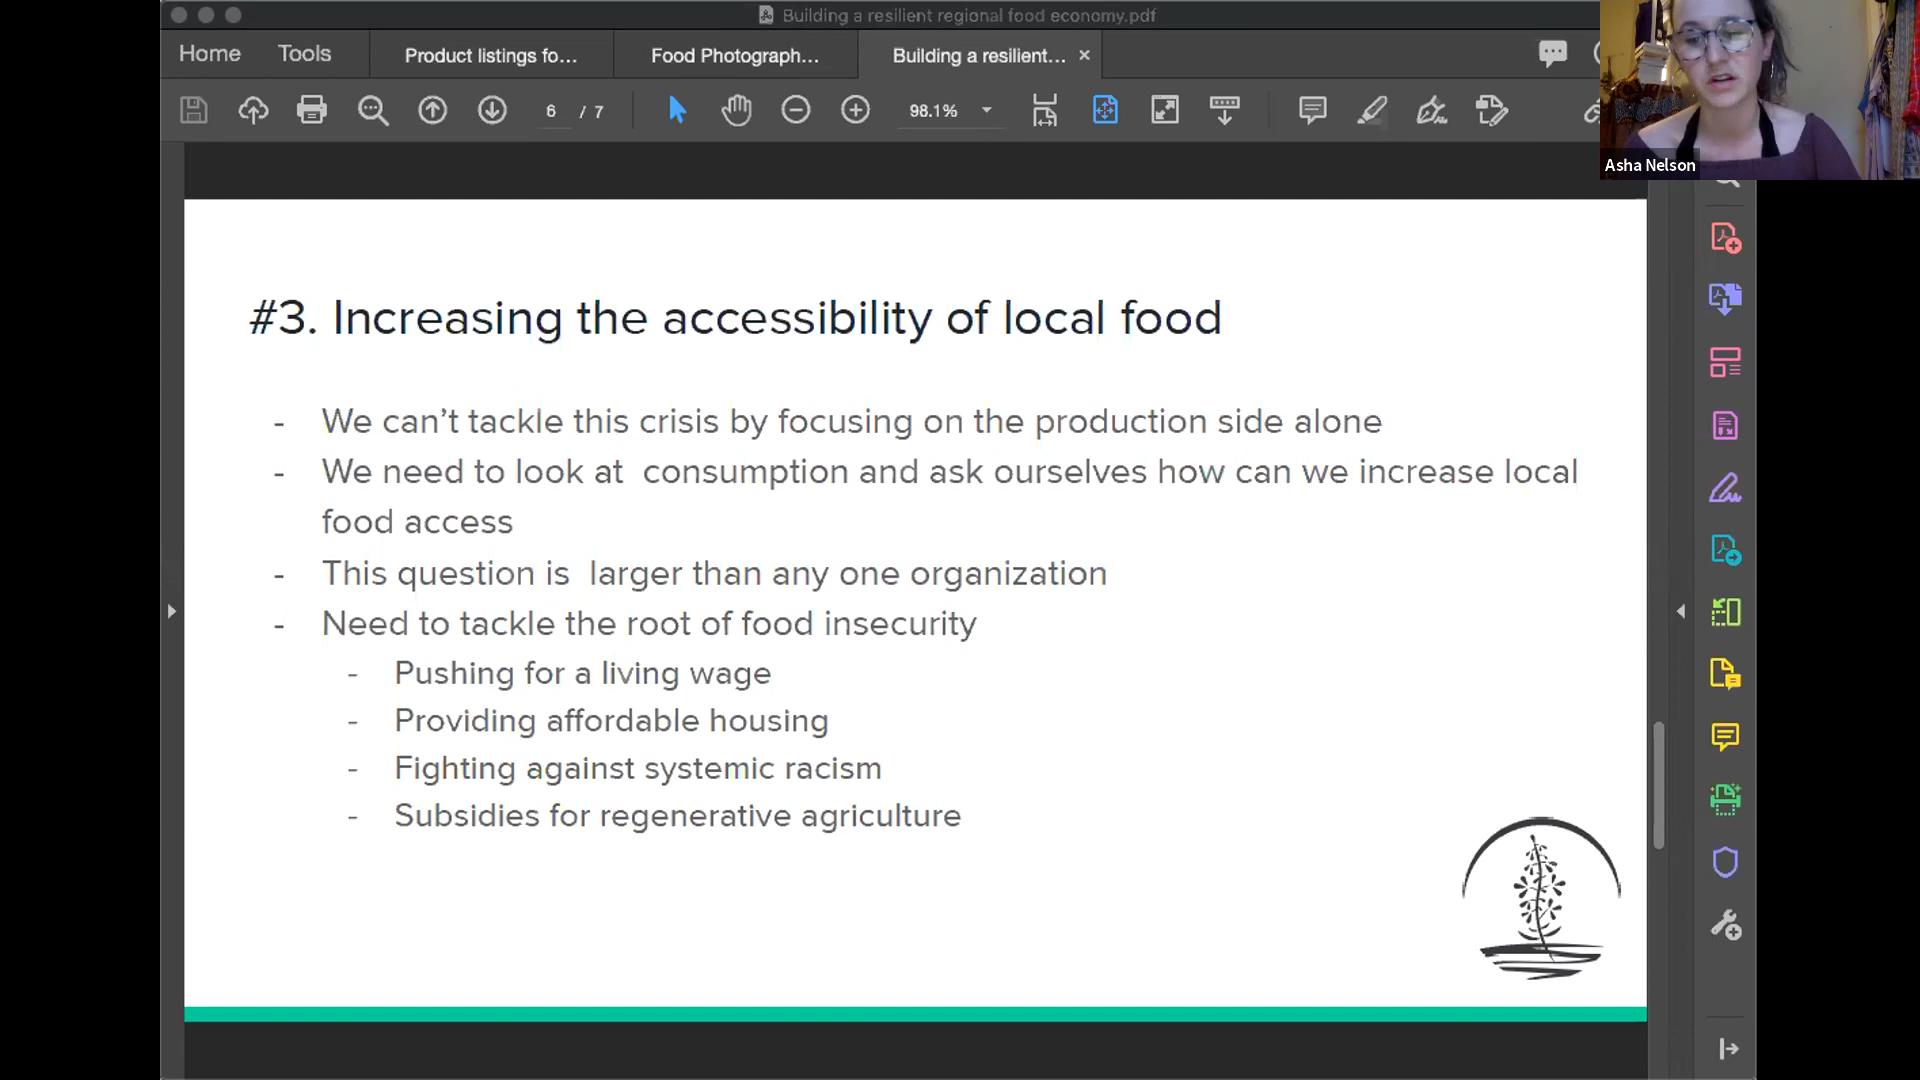 Building a resilient regional food economy.pdf
Home
Tools
Product listings fo...
Food Photograph...
Building a resilient...
6 / 7
98.1%
Asha Nelson
#3. Increasing the accessibility of local food
- We can't tackle this crisis by focusing on the production side alone
- We need to look at consumption and ask ourselves how can we increase local
food access
- This question is larger than any one organization
- Need to tackle the root of food insecurity
- Pushing for a living wage
- Providing affordable housing
- Fighting against systemic racism
- Subsidies for regenerative agriculture